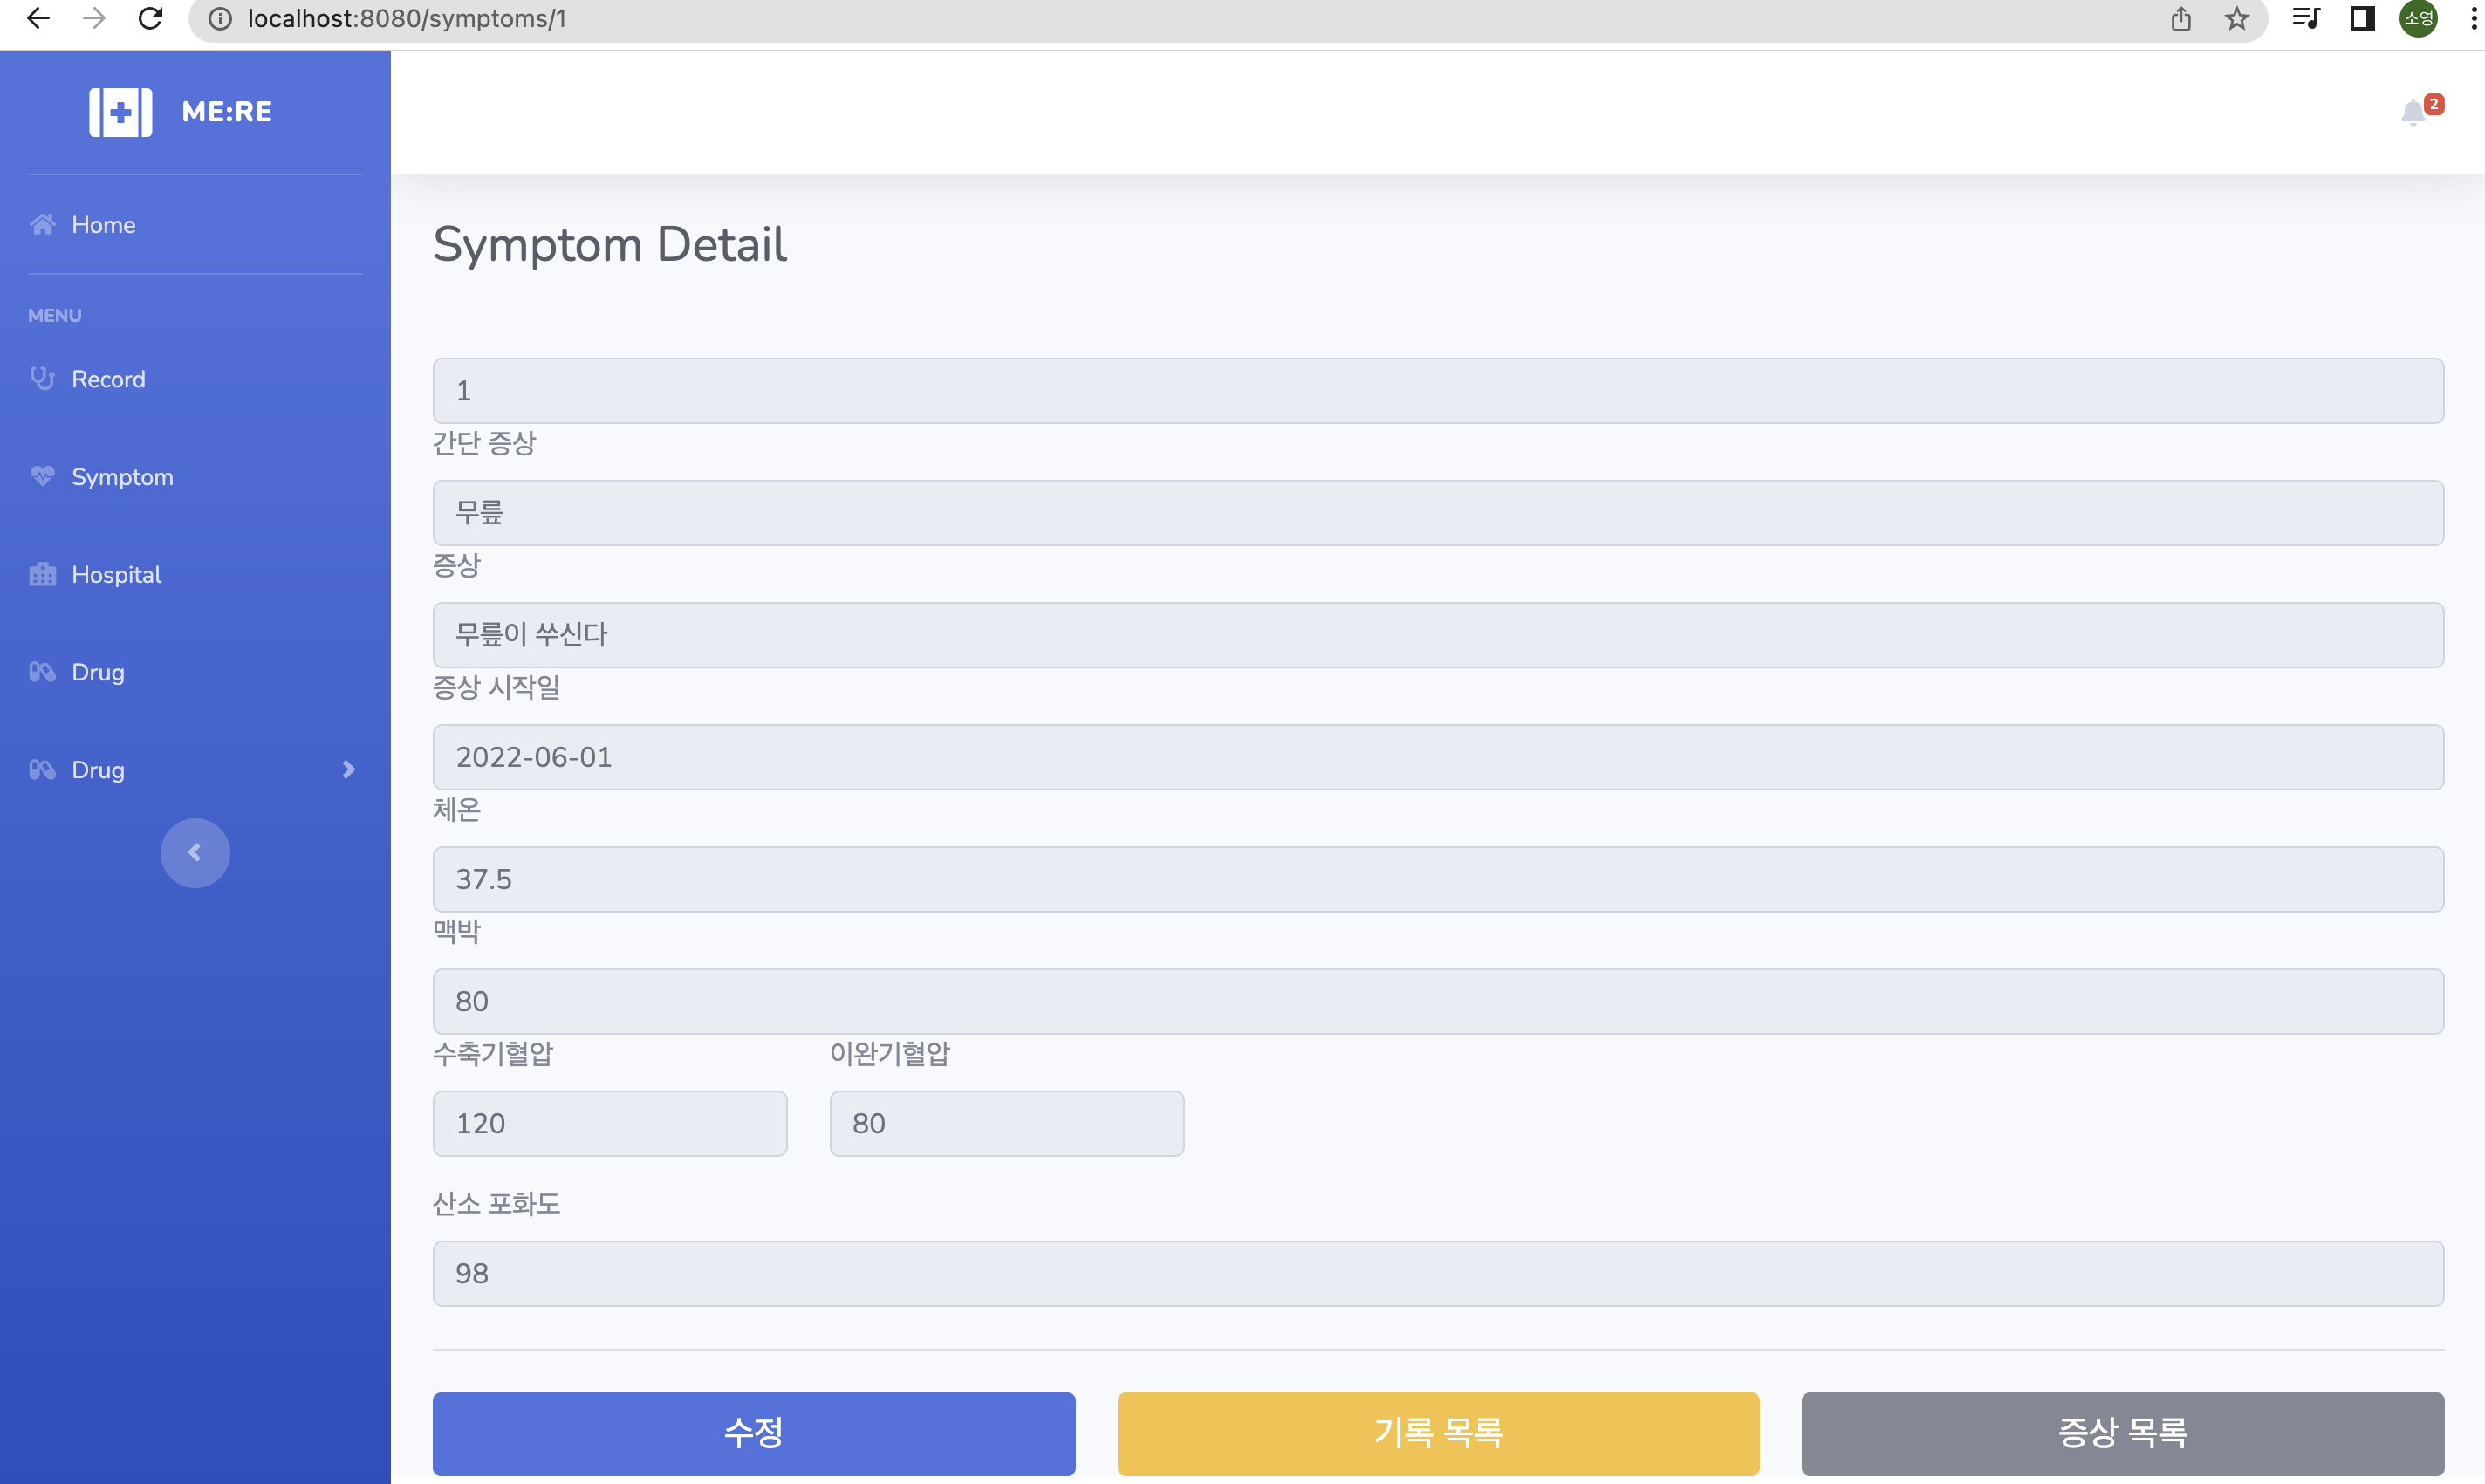 localhost:8080/symptoms/1
소영
ME:RE
2
Home
MENU
Record
Symptom
Hospital
Drug
Drug
Symptom Detail
1
간단 증상
무릎
증상
무릎이 쑤신다
증상 시작일
2022-06-01
체온
37.5
맥박
80
수축기혈압 이완기혈압
120 80
산소 포화도
98
수정 기록 목록 증상 목록